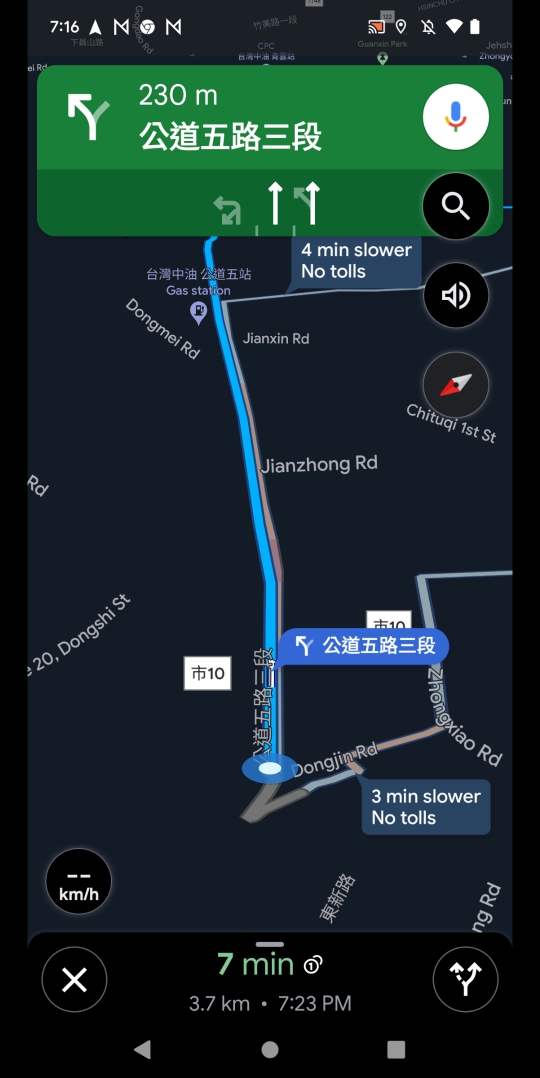 7:16
竹美路一段
下員山路
122
CPC
台灣中油 青雲站
Guanxin Park
230 m
公道五路三段
4 min slower
No tolls
台灣中油 公道五站
Gas station
Dongmei Rd
Jianxin Rd
Chituqi 1st St
Jianzhong Rd
Rd
e 20, Dongshi St
市10
公道五路三段
市10
公道五路三段
Zhongxiao Rd
Dongjin Rd
3 min slower
No tolls
東新路
ng Rd
--
km/h
7 min
3.7 km • 7:23 PM